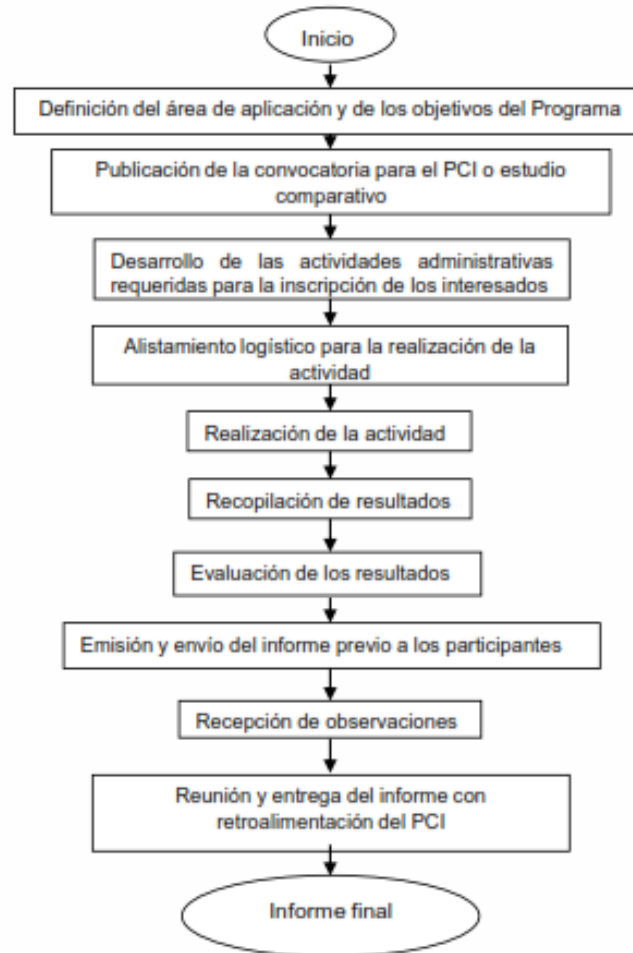 Inicio
Definición del área de aplicación y de los objetivos del Programa
Publicación de la convocatoria para el PCI o estudio
comparativo
Desarrollo de las actividades administrativas
requeridas para la inscripción de los interesados
Alistamiento logístico para la realización de la
actividad
Realización de la actividad
Recopilación de resultados
Evaluación de los resultados
Emisión y envío del informe previo a los participantes
Recepción de observaciones
Reunión y entrega del informe con
retroalimentación del PCI
Informe final